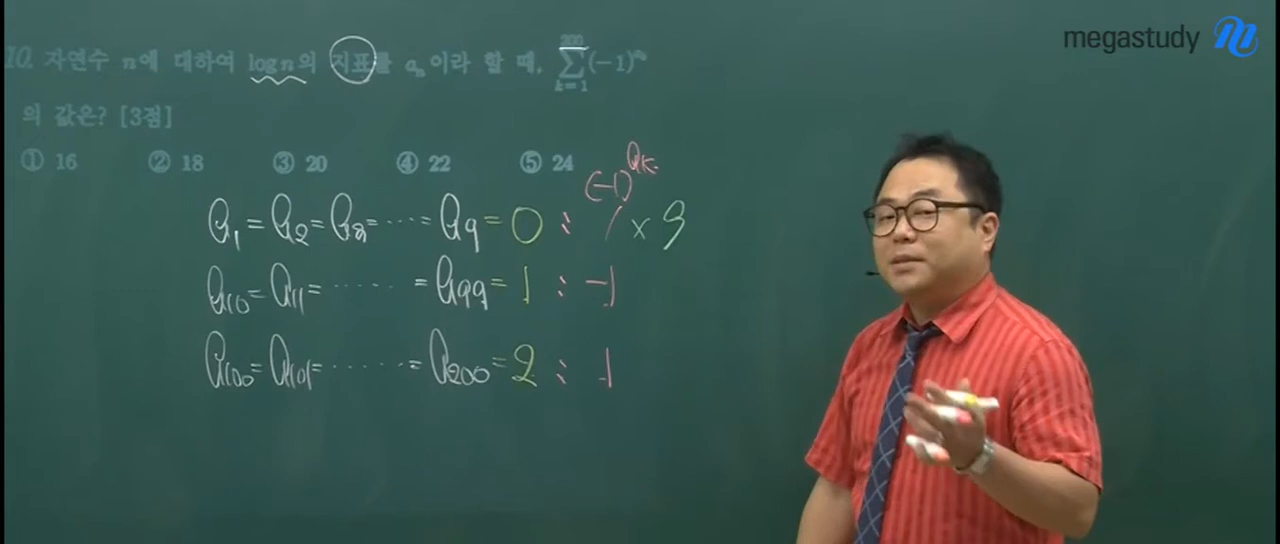 megastudy
10. 자연수 n에 대하여 log n의 지표를 aₙ이라 할 때, ∑_{k=1}^{200} (-1)^{aₖ}
의 값은? [3점]
① 16 ② 18 ③ 20 ④ 22 ⑤ 24
(-1)^{aₖ}
a₁ = a₂ = a₃ = ⋯⋯ = a₉ = 0 : 1 × 9
a₁₀ = a₁₁ = ⋯⋯ = a₉₉ = 1 : -1
a₁₀₀ = a₁₀₁ = ⋯⋯ = a₂₀₀ = 2 : 1